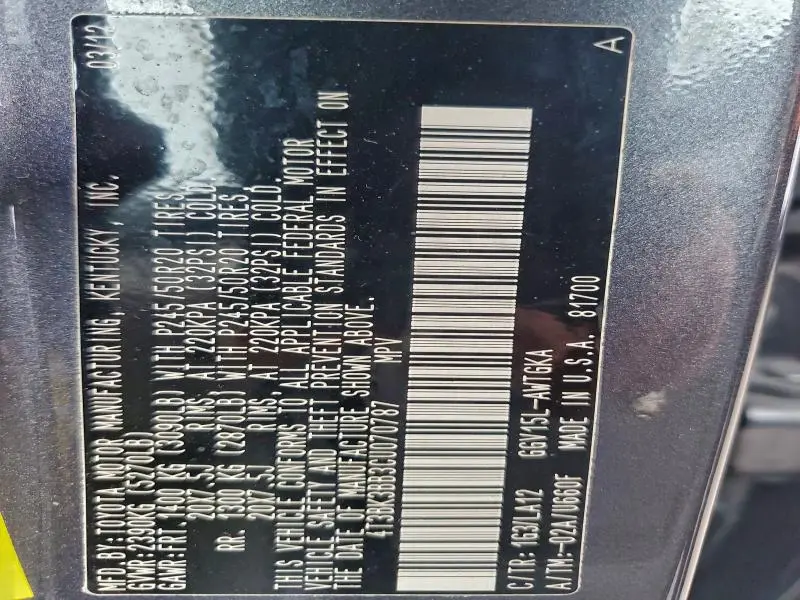 MFD.BY:TOYOTA MOTOR MANUFACTURING, KENTUCKY, INC. 03/12
GVWR:2390KG (5270LB)
GAWR:FRT. 1400 KG (3090LB) WITH P245/50R20 TIRES,
20X7.5J RIMS, AT 220KPA (32PSI) COLD.
RR. 1300 KG (2870LB) WITH P245/50R20 TIRES
20X7.5J RIMS, AT 220KPA (32PSI) COLD.
THIS VEHICLE CONFORMS TO ALL APPLICABLE FEDERAL MOTOR
VEHICLE SAFETY AND THEFT PREVENTION STANDARDS IN EFFECT ON
THE DATE OF MANUFACTURE SHOWN ABOVE.
4T3BK3BB3CU070787 MPV
C/TR: 1G3/LA12 GGV15L-AWTGKA
A/TM:-02A/U660F MADE IN U.S.A. 81700
A